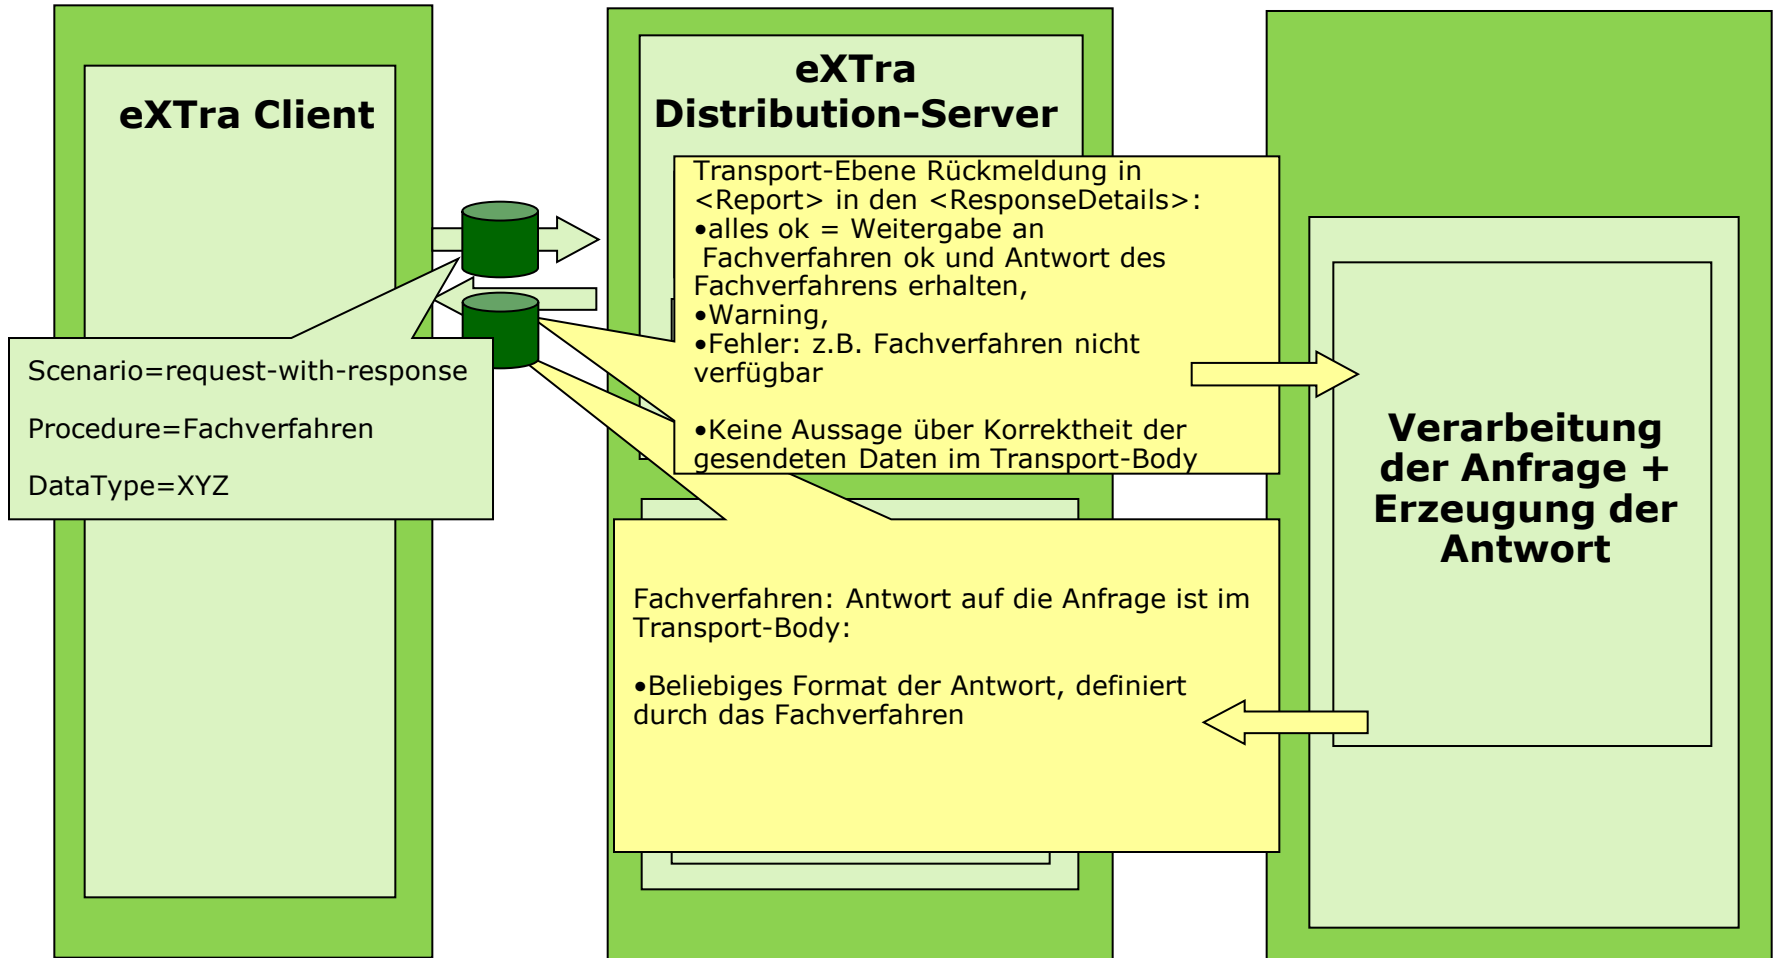 eXTra Client
eXTra
Distribution-Server
Transport-Ebene Rückmeldung in
<Report> in den <ResponseDetails>:
•alles ok = Weitergabe an
Fachverfahren ok und Antwort des
Fachverfahrens erhalten,
•Warning,
•Fehler: z.B. Fachverfahren nicht
verfügbar
•Keine Aussage über Korrektheit der
gesendeten Daten im Transport-Body
Scenario=request-with-response
Procedure=Fachverfahren
DataType=XYZ
Fachverfahren: Antwort auf die Anfrage ist im
Transport-Body:
•Beliebiges Format der Antwort, definiert
durch das Fachverfahren
Verarbeitung
der Anfrage +
Erzeugung der
Antwort